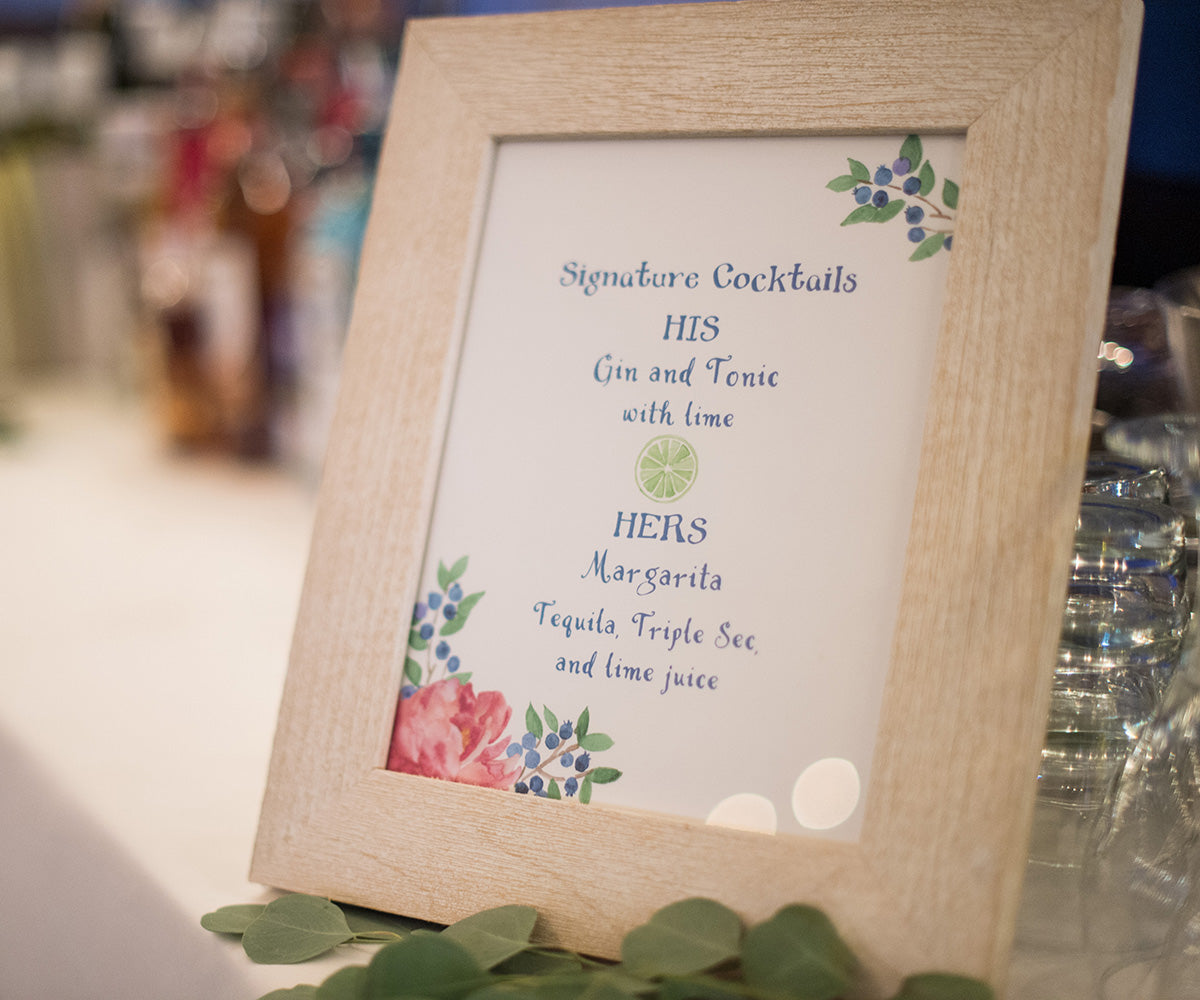 Signature Cocktails
HIS
Gin and Tonic
with lime
HERS
Margarita
Tequila, Triple Sec,
and lime juice